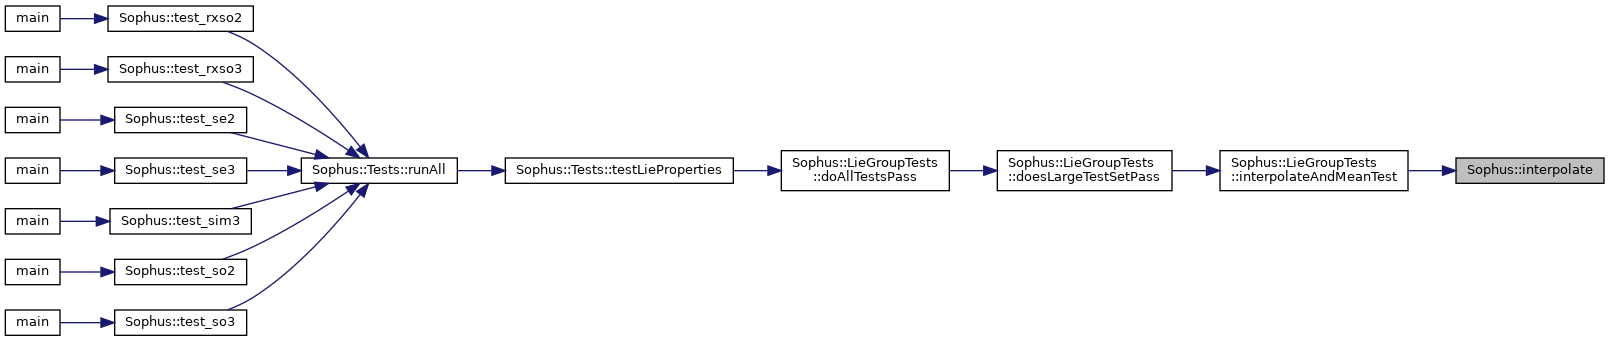 main
Sophus::test_rxso2
main
Sophus::test_rxso3
main
Sophus::test_se2
main
Sophus::test_se3
Sophus::Tests::runAll
Sophus::Tests::testLieProperties
Sophus::LieGroupTests
::doAllTestsPass
Sophus::LieGroupTests
::doesLargeTestSetPass
Sophus::LieGroupTests
::interpolateAndMeanTest
Sophus::interpolate
main
Sophus::test_sim3
main
Sophus::test_so2
main
Sophus::test_so3